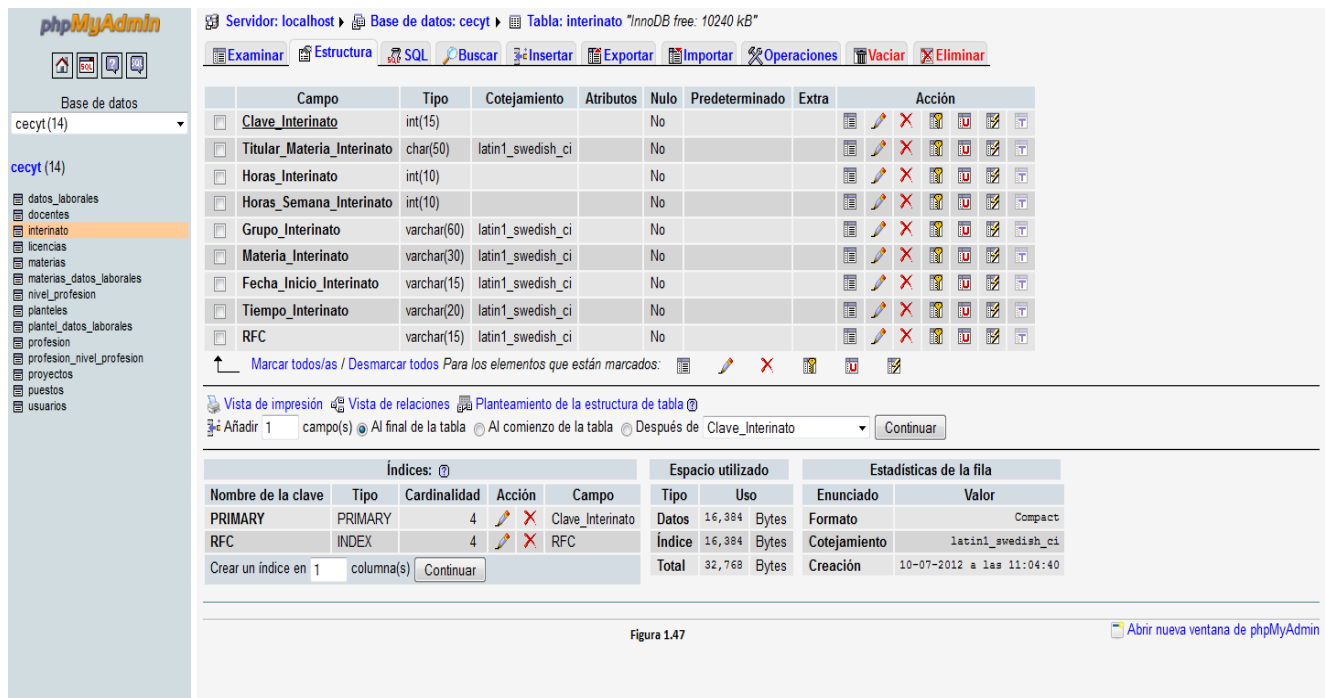 phpMyAdmin
SQL
Base de datos
cecyt (14)
cecyt (14)
datos_laborales
docentes
interinato
licencias
materias
materias_datos_laborales
nivel_profesion
planteles
plantel_datos_laborales
profesion
profesion_nivel_profesion
proyectos
puestos
usuarios
Servidor: localhost Base de datos: cecyt Tabla: interinato "InnoDB free: 10240 kB"
Examinar Estructura SQL Buscar Insertar Exportar Importar Operaciones Vaciar Eliminar
Campo Tipo Cotejamiento Atributos Nulo Predeterminado Extra Acción
Clave_Interinato int(15) No
Titular_Materia_Interinato char(50) latin1_swedish_ci No
Horas_Interinato int(10) No
Horas_Semana_Interinato int(10) No
Grupo_Interinato varchar(60) latin1_swedish_ci No
Materia_Interinato varchar(30) latin1_swedish_ci No
Fecha_Inicio_Interinato varchar(15) latin1_swedish_ci No
Tiempo_Interinato varchar(20) latin1_swedish_ci No
RFC varchar(15) latin1_swedish_ci No
Marcar todos/as / Desmarcar todos Para los elementos que están marcados:
Vista de impresión Vista de relaciones Planteamiento de la estructura de tabla
Añadir 1 campo(s) Al final de la tabla Al comienzo de la tabla Después de Clave_Interinato Continuar
Índices:
Nombre de la clave Tipo Cardinalidad Acción Campo
PRIMARY PRIMARY 4 Clave_Interinato
RFC INDEX 4 RFC
Crear un índice en 1 columna(s) Continuar
Espacio utilizado
Tipo Uso
Datos 16,384 Bytes
Índice 16,384 Bytes
Total 32,768 Bytes
Estadísticas de la fila
Enunciado Valor
Formato Compact
Cotejamiento latin1_swedish_ci
Creación 10-07-2012 a las 11:04:40
Figura 1.47
Abrir nueva ventana de phpMyAdmin